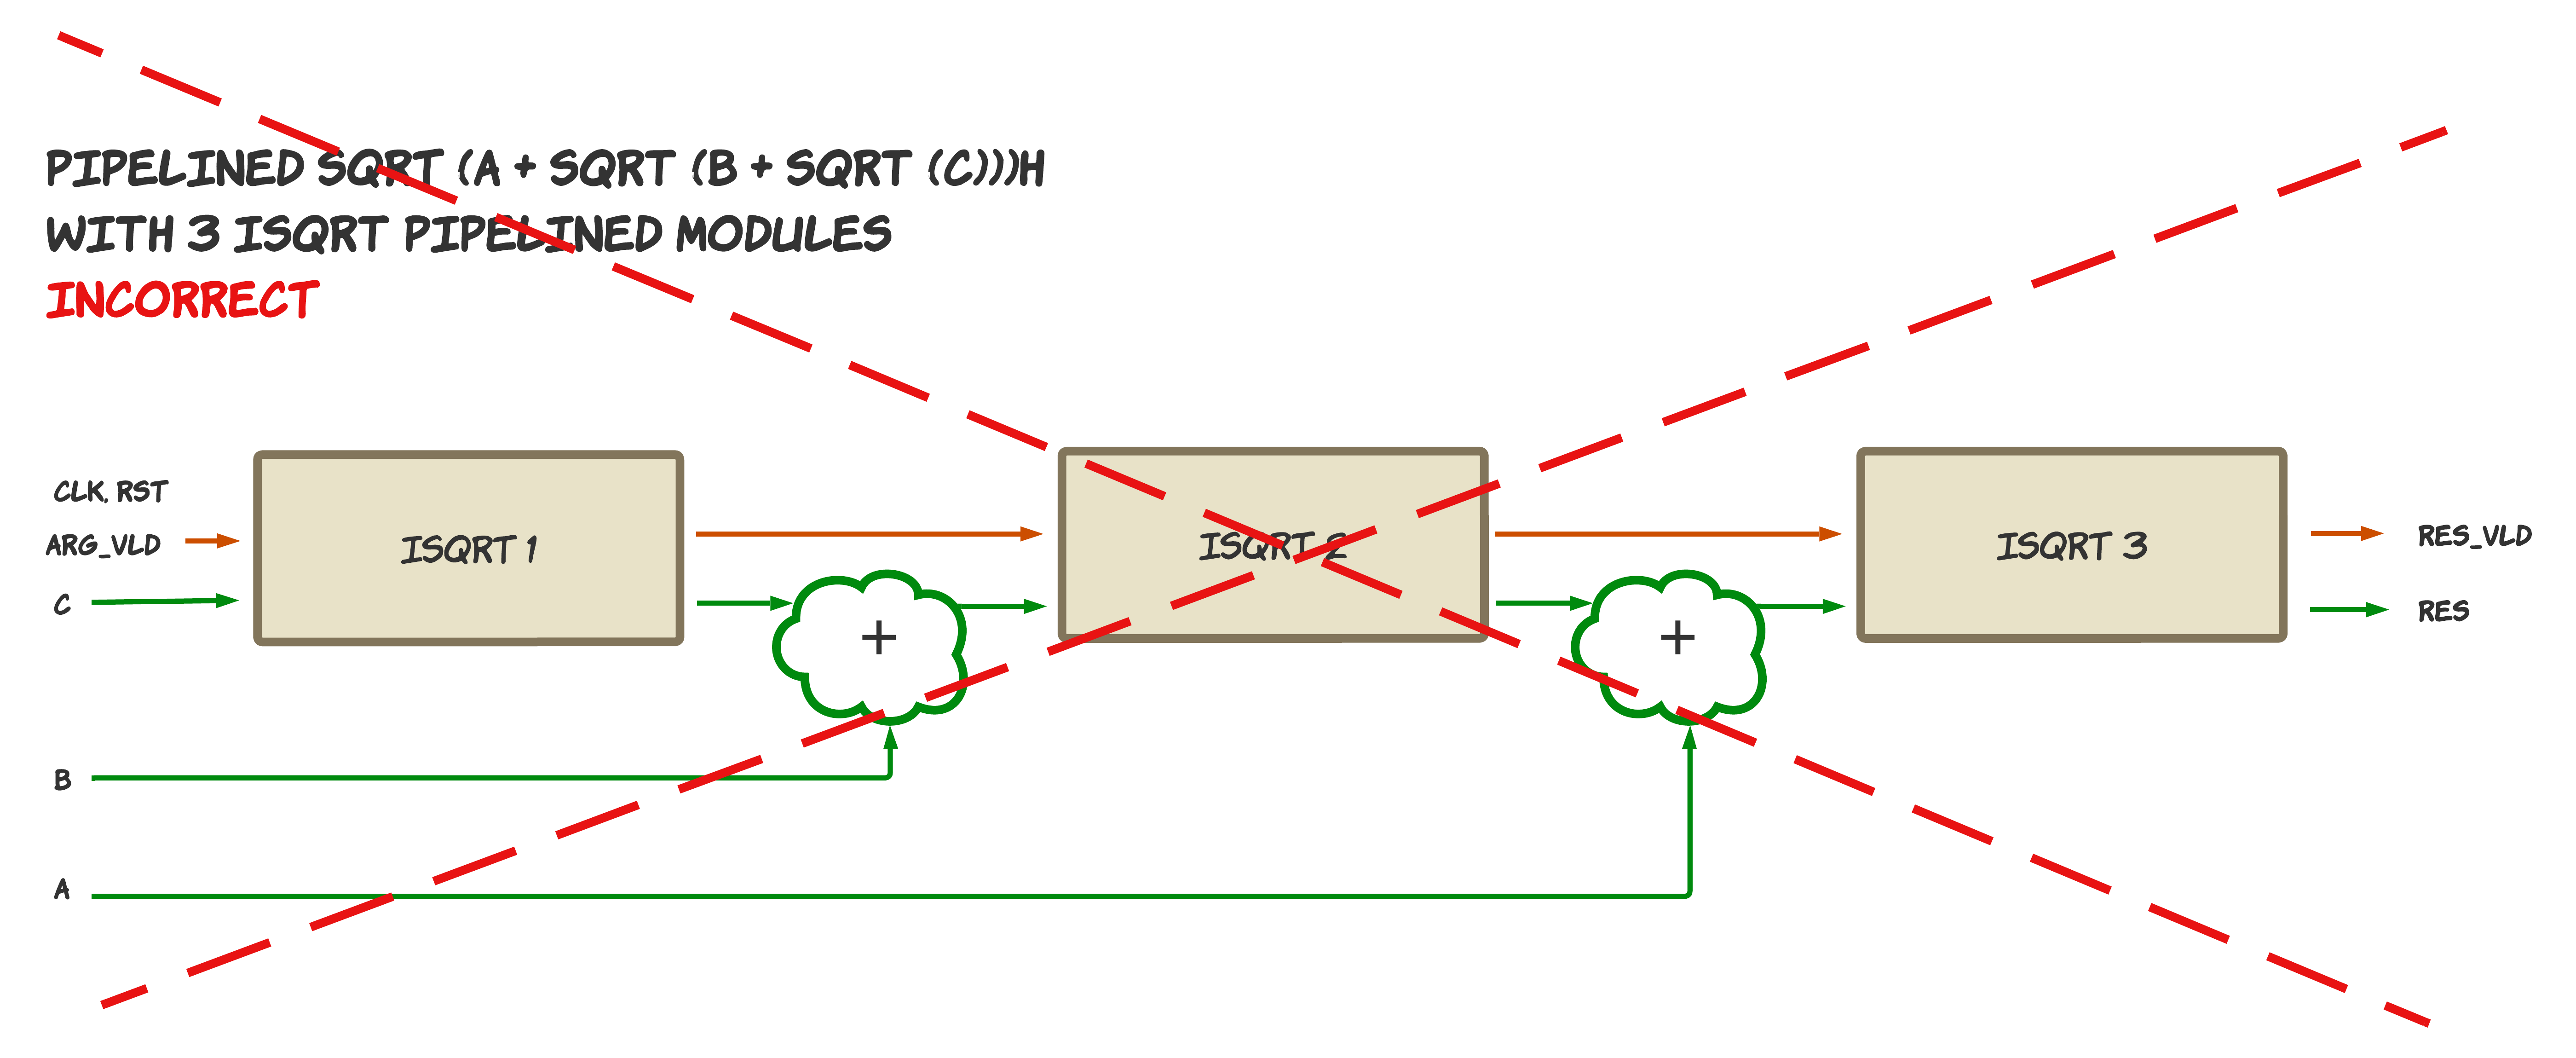 PIPELINED SQRT (A + SQRT (B + SQRT (C)))H
WITH 3 ISQRT PIPELINED MODULES
INCORRECT
CLK, RST
ARG_VLD
C
ISQRT 1
+
ISQRT 2
+
ISQRT 3
RES_VLD
RES
B
A